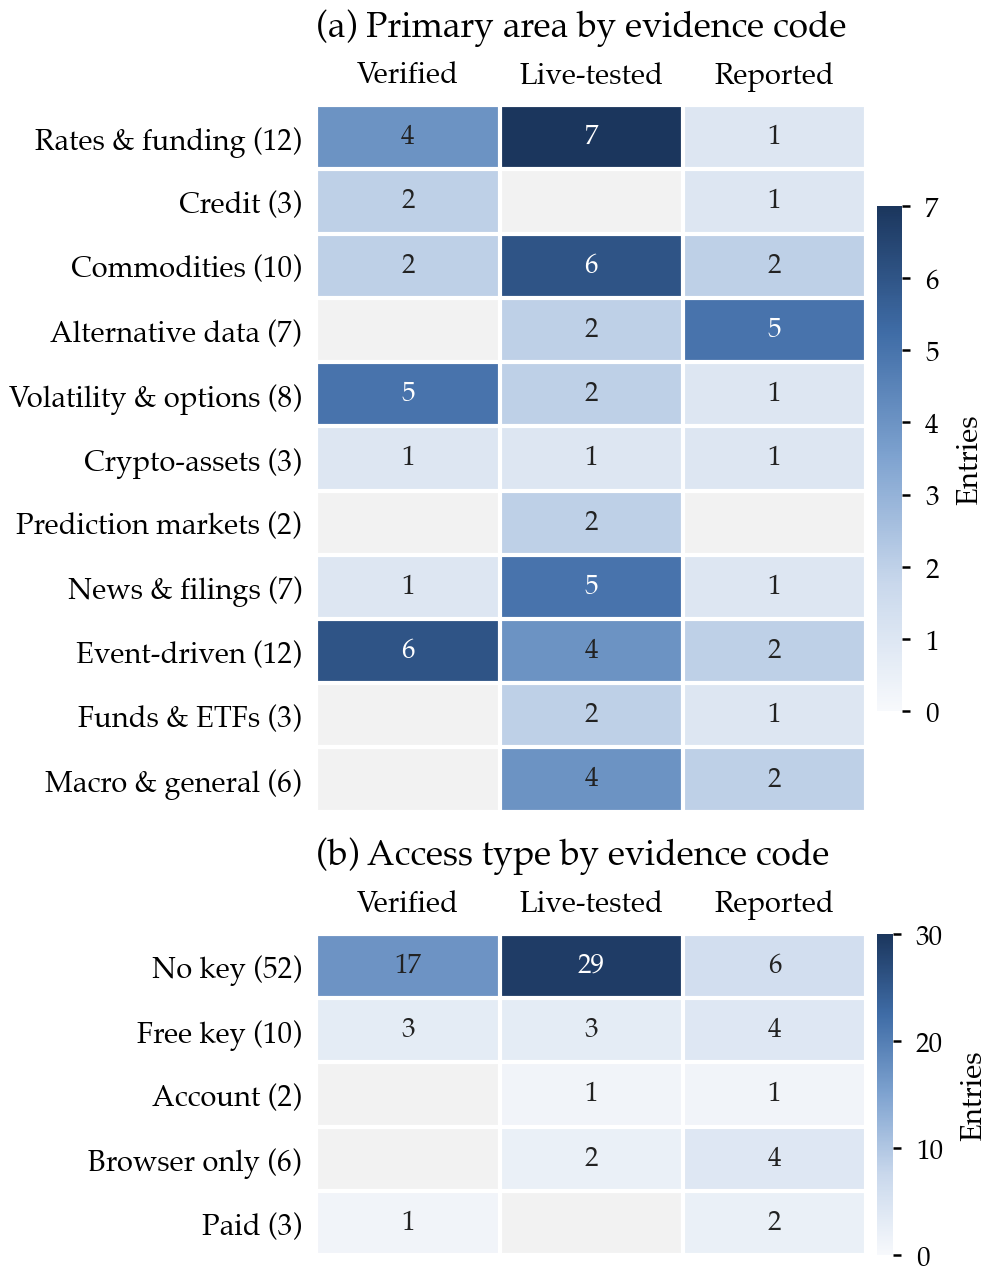 (a) Primary area by evidence code
Verified Live-tested Reported
Rates & funding (12) 4 7 1
Credit (3) 2 1
Commodities (10) 2 6 2
Alternative data (7) 2 5
Volatility & options (8) 5 2 1
Crypto-assets (3) 1 1 1
Prediction markets (2) 2
News & filings (7) 1 5 1
Event-driven (12) 6 4 2
Funds & ETFs (3) 2 1
Macro & general (6) 4 2
7
6
5
4
3
2
1
0
Entries
(b) Access type by evidence code
Verified Live-tested Reported
No key (52) 17 29 6
Free key (10) 3 3 4
Account (2) 1 1
Browser only (6) 2 4
Paid (3) 1 2
30
20
10
0
Entries